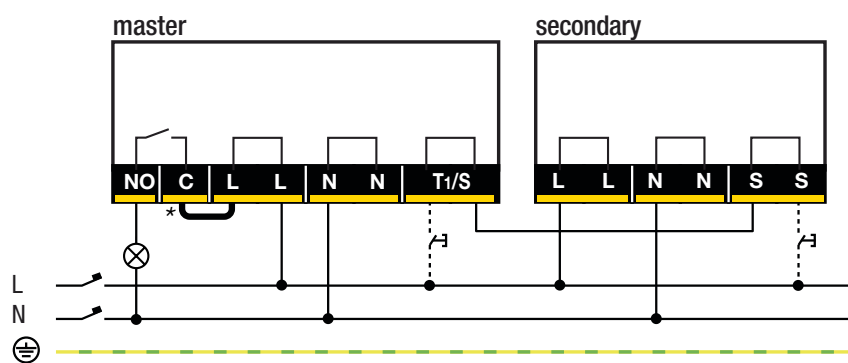 master secondary
NO C L L N N T1/S L L N N S S
*
L
N